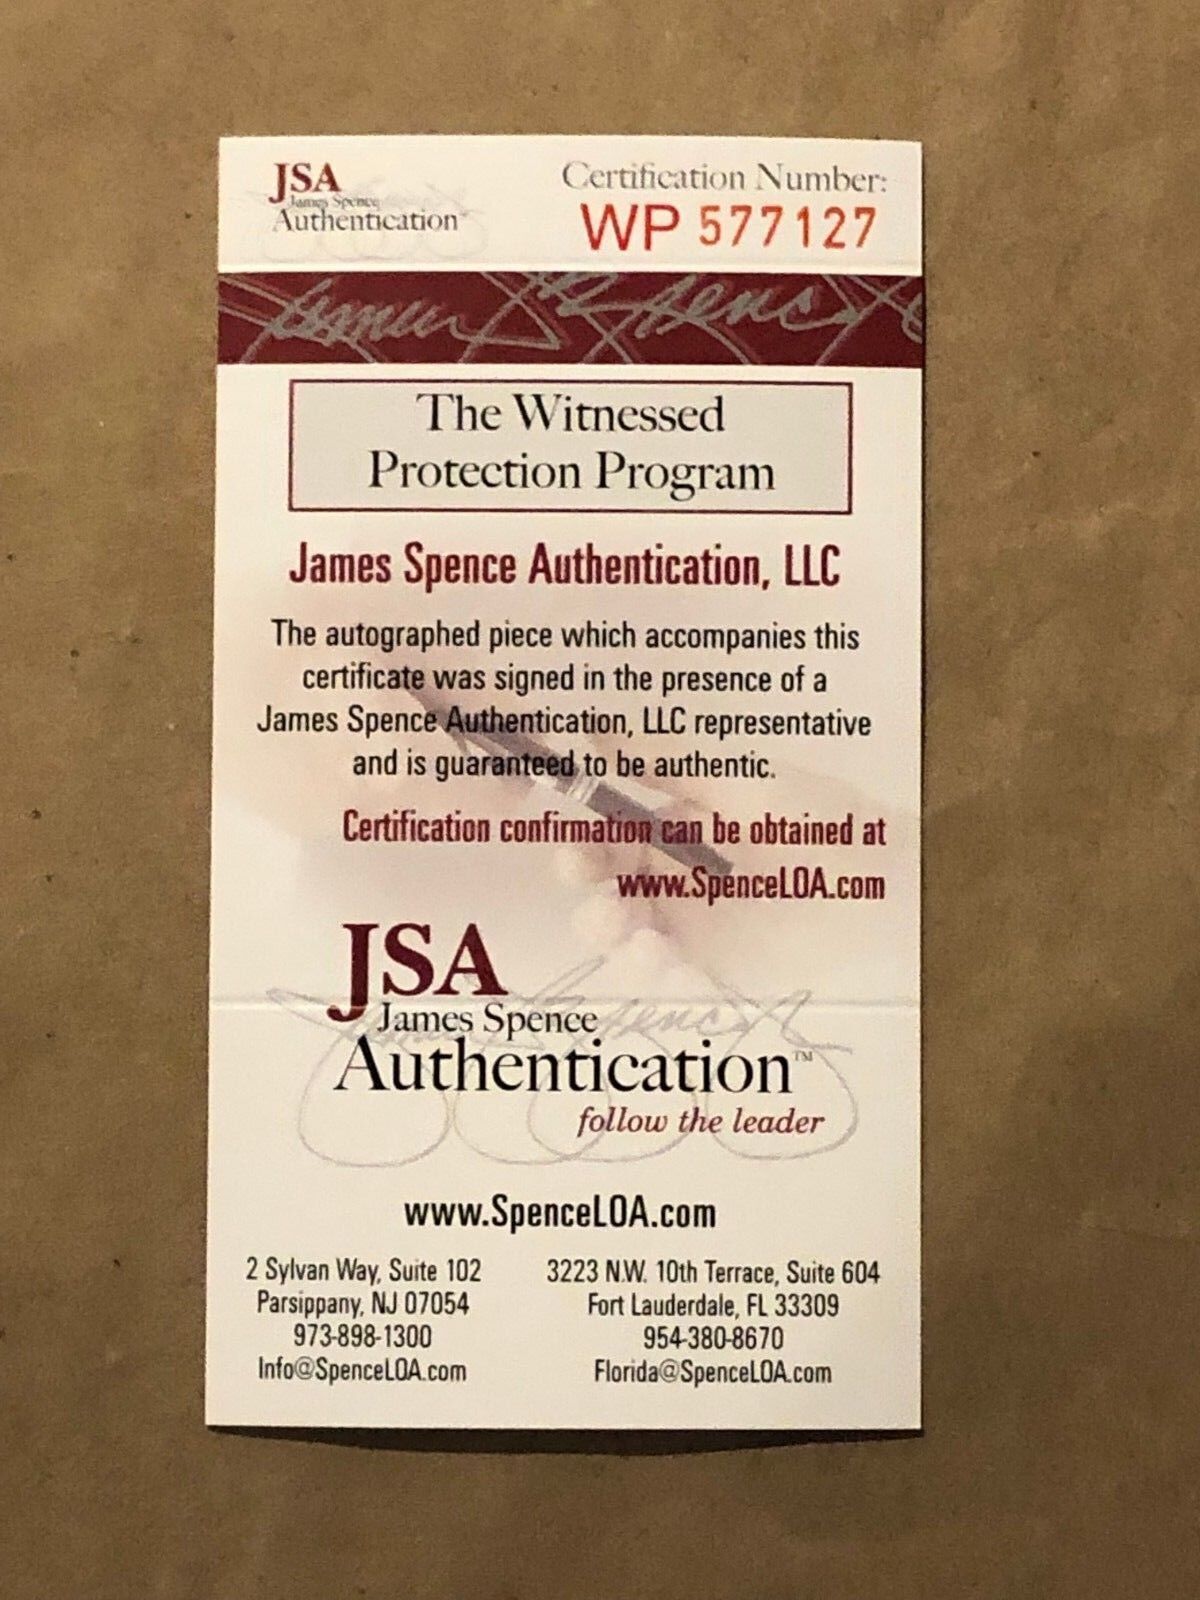 JSA
James Spence
Authentication
Certification Number:
WP 577127
The Witnessed
Protection Program
James Spence Authentication, LLC
The autographed piece which accompanies this
certificate was signed in the presence of a
James Spence Authentication, LLC representative
and is guaranteed to be authentic.
Certification confirmation can be obtained at
www.SpenceLOA.com
JSA
James Spence
Authentication™
follow the leader
www.SpenceLOA.com
2 Sylvan Way, Suite 102
Parsippany, NJ 07054
973-898-1300
Info@SpenceLOA.com
3223 N.W. 10th Terrace, Suite 604
Fort Lauderdale, FL 33309
954-380-8670
Florida@SpenceLOA.com